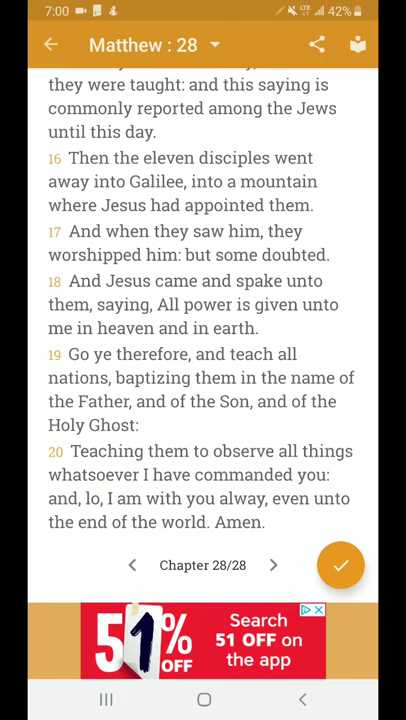 7:00 LTE 42%
Matthew : 28
they were taught: and this saying is
commonly reported among the Jews
until this day.
16 Then the eleven disciples went
away into Galilee, into a mountain
where Jesus had appointed them.
17 And when they saw him, they
worshipped him: but some doubted.
18 And Jesus came and spake unto
them, saying, All power is given unto
me in heaven and in earth.
19 Go ye therefore, and teach all
nations, baptizing them in the name of
the Father, and of the Son, and of the
Holy Ghost:
20 Teaching them to observe all things
whatsoever I have commanded you:
and, lo, I am with you alway, even unto
the end of the world. Amen.
Chapter 28/28
51% OFF
Search
51 OFF on
the app